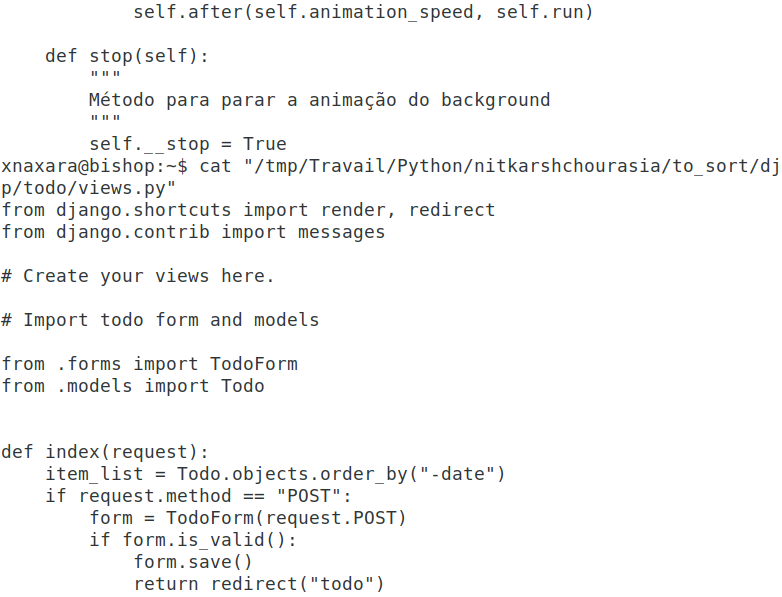 self.after(self.animation_speed, self.run)

    def stop(self):
        """
        Método para parar a animação do background
        """
        self.__stop = True
xnaxara@bishop:~$ cat "/tmp/Travail/Python/nitkarshchourasia/to_sort/dj
p/todo/views.py"
from django.shortcuts import render, redirect
from django.contrib import messages

# Create your views here.

# Import todo form and models

from .forms import TodoForm
from .models import Todo


def index(request):
    item_list = Todo.objects.order_by("-date")
    if request.method == "POST":
        form = TodoForm(request.POST)
        if form.is_valid():
            form.save()
            return redirect("todo")